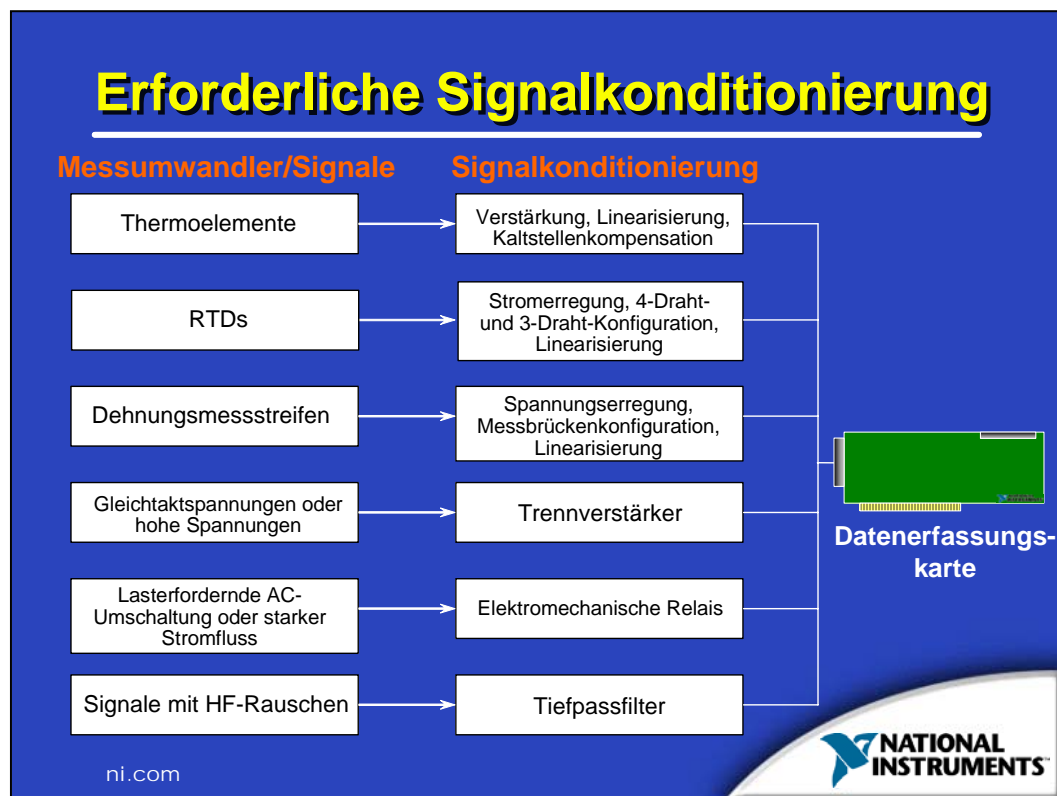 Erforderliche Signalkonditionierung
Messumwandler/Signale
Signalkonditionierung
Thermoelemente
Verstärkung, Linearisierung,
Kaltstellenkompensation
RTDs
Stromerregung, 4-Draht-
und 3-Draht-Konfiguration,
Linearisierung
Dehnungsmessstreifen
Spannungserregung,
Messbrückenkonfiguration,
Linearisierung
Gleichtaktspannungen oder
hohe Spannungen
Trennverstärker
Lasterfordernde AC-
Umschaltung oder starker
Stromfluss
Elektromechanische Relais
Signale mit HF-Rauschen
Tiefpassfilter
Datenerfassungs-
karte
ni.com
NATIONAL
INSTRUMENTS™